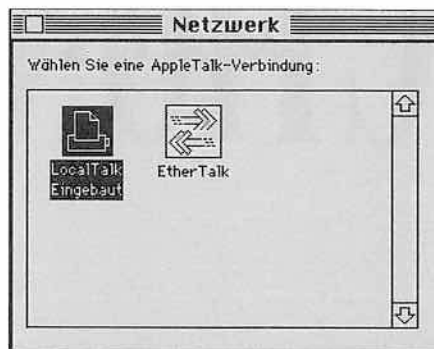 Netzwerk
Wählen Sie eine AppleTalk-Verbindung:
LocalTalk
Eingebaut
EtherTalk